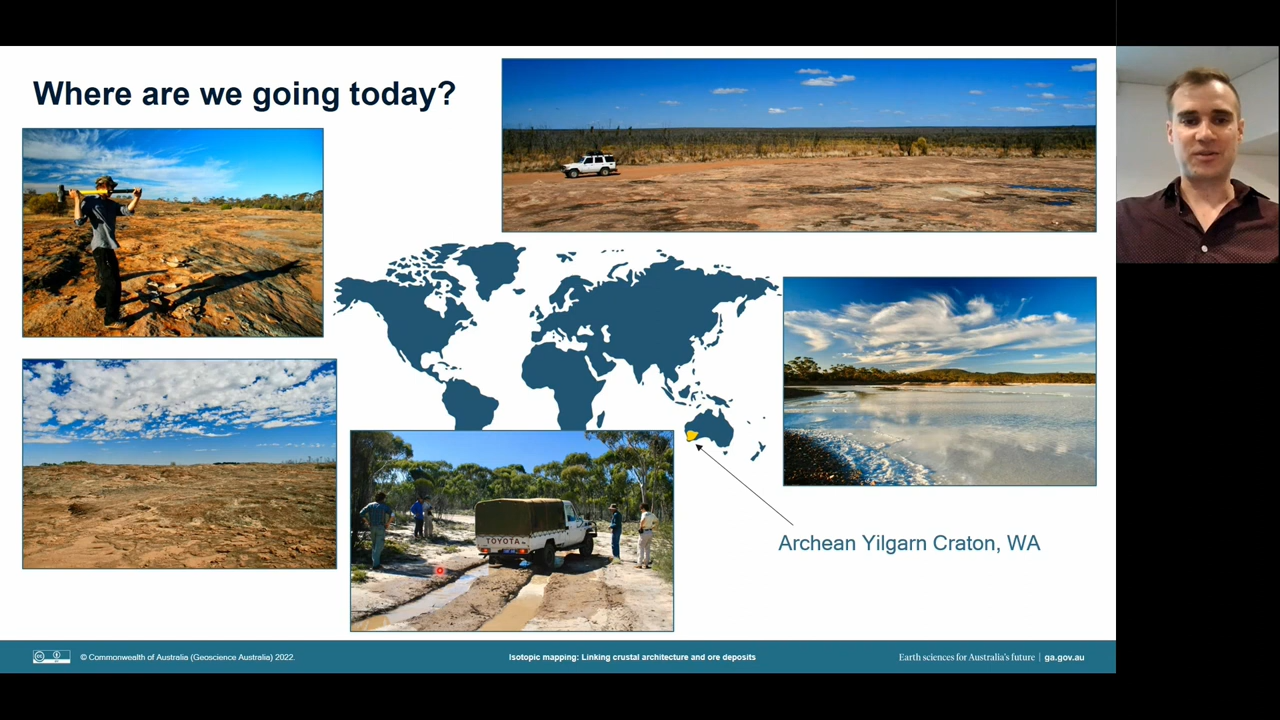 Where are we going today?
TOYOTA
Archean Yilgarn Craton, WA
© Commonwealth of Australia (Geoscience Australia) 2022.
Isotopic mapping: Linking crustal architecture and ore deposits
Earth sciences for Australia's future | ga.gov.au